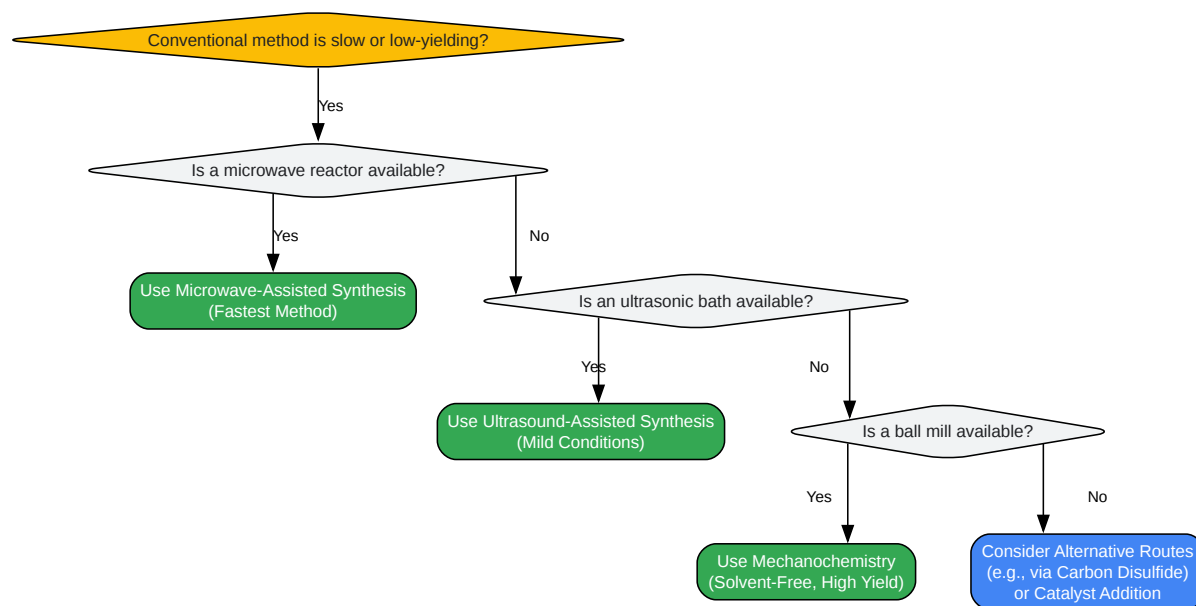 Conventional method is slow or low-yielding?
Yes
Is a microwave reactor available?
Yes
No
Use Microwave-Assisted Synthesis
(Fastest Method)
Is an ultrasonic bath available?
Yes
No
Use Ultrasound-Assisted Synthesis
(Mild Conditions)
Is a ball mill available?
Yes
No
Use Mechanochemistry
(Solvent-Free, High Yield)
Consider Alternative Routes
(e.g., via Carbon Disulfide)
or Catalyst Addition